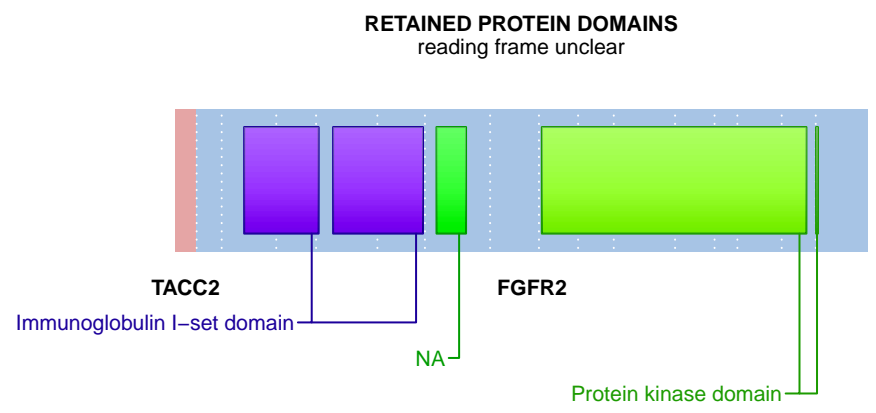 RETAINED PROTEIN DOMAINS
reading frame unclear
TACC2
FGFR2
Immunoglobulin I−set domain
NA
Protein kinase domain